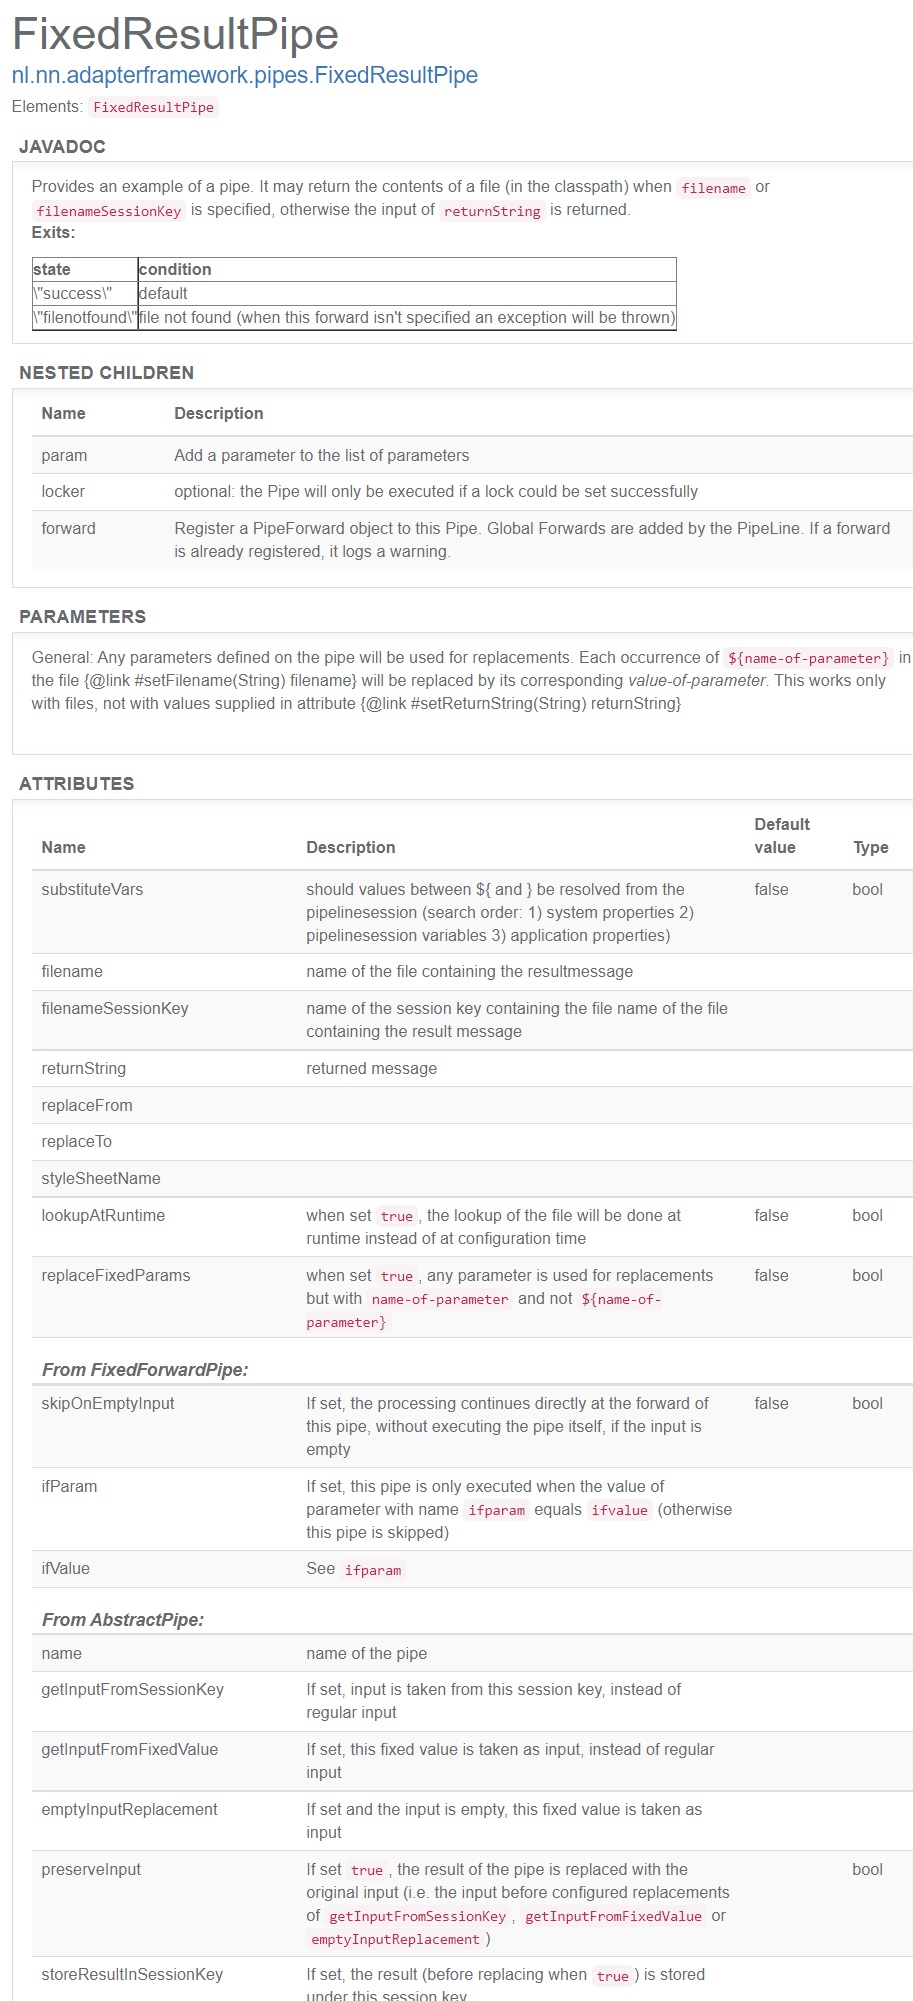 FixedResultPipe
nl.nn.adapterframework.pipes.FixedResultPipe
Elements: FixedResultPipe
JAVADOC
Provides an example of a pipe. It may return the contents of a file (in the classpath) when filename or
filenameSessionKey is specified, otherwise the input of returnString is returned.
Exits:
state condition
\"success\" default
\"filenotfound\" file not found (when this forward isn't specified an exception will be thrown)
NESTED CHILDREN
Name Description
param Add a parameter to the list of parameters
locker optional: the Pipe will only be executed if a lock could be set successfully
forward Register a PipeForward object to this Pipe. Global Forwards are added by the PipeLine. If a forward
is already registered, it logs a warning.
PARAMETERS
General: Any parameters defined on the pipe will be used for replacements. Each occurrence of ${name-of-parameter} in
the file {@link #setFilename(String) filename} will be replaced by its corresponding value-of-parameter. This works only
with files, not with values supplied in attribute {@link #setReturnString(String) returnString}
ATTRIBUTES
Default
Name Description value Type
substituteVars should values between ${ and } be resolved from the false bool
pipelinesession (search order: 1) system properties 2)
pipelinesession variables 3) application properties)
filename name of the file containing the resultmessage
filenameSessionKey name of the session key containing the file name of the file
containing the result message
returnString returned message
replaceFrom
replaceTo
styleSheetName
lookupAtRuntime when set true , the lookup of the file will be done at false bool
runtime instead of at configuration time
replaceFixedParams when set true , any parameter is used for replacements false bool
but with name-of-parameter and not ${name-of-
parameter}
From FixedForwardPipe:
skipOnEmptyInput If set, the processing continues directly at the forward of false bool
this pipe, without executing the pipe itself, if the input is
empty
ifParam If set, this pipe is only executed when the value of
parameter with name ifparam equals ifvalue (otherwise
this pipe is skipped)
ifValue See ifparam
From AbstractPipe:
name name of the pipe
getInputFromSessionKey If set, input is taken from this session key, instead of
regular input
getInputFromFixedValue If set, this fixed value is taken as input, instead of regular
input
emptyInputReplacement If set and the input is empty, this fixed value is taken as
input
preserveInput If set true , the result of the pipe is replaced with the bool
original input (i.e. the input before configured replacements
of getInputFromSessionKey , getInputFromFixedValue or
emptyInputReplacement )
storeResultInSessionKey If set, the result (before replacing when true ) is stored
under this session key